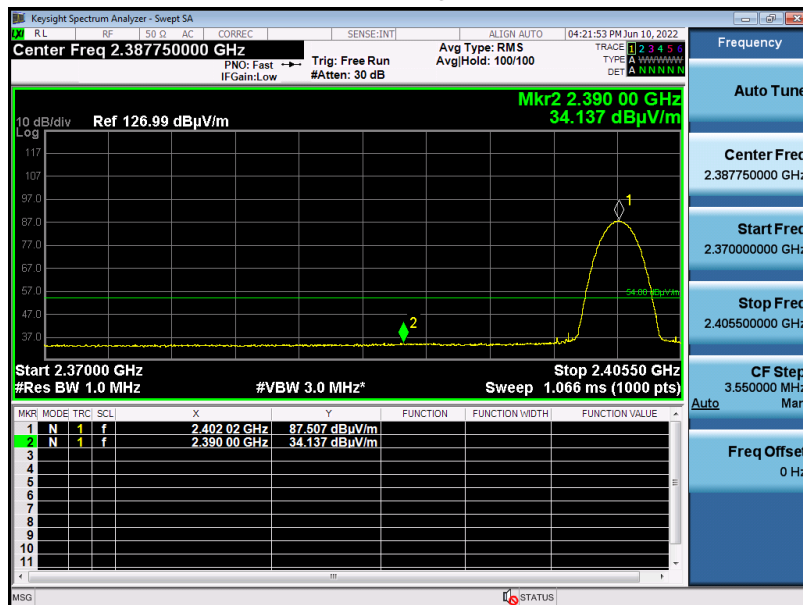 Keysight Spectrum Analyzer - Swept SA
LXI RL RF 50 Ω AC CORREC SENSE:INT ALIGN AUTO 04:21:53 PM Jun 10, 2022
Center Freq 2.387750000 GHz
PNO: Fast
IFGain:Low
Trig: Free Run
#Atten: 30 dB
Avg Type: RMS
Avg|Hold: 100/100
TRACE 1 2 3 4 5 6
TYPE A WWWWW
DET A N N N N N
Frequency
Mkr2 2.390 00 GHz
34.137 dBµV/m
10 dB/div Ref 126.99 dBµV/m
Log
117
107
97.0
87.0
77.0
67.0
57.0
47.0
37.0
1
2
54.00 dBµV/m
Start 2.37000 GHz Stop 2.40550 GHz
#Res BW 1.0 MHz #VBW 3.0 MHz* Sweep 1.066 ms (1000 pts)
MKR MODE TRC SCL X Y FUNCTION FUNCTION WIDTH FUNCTION VALUE
1 N 1 f 2.402 02 GHz 87.507 dBµV/m
2 N 1 f 2.390 00 GHz 34.137 dBµV/m
3
4
5
6
7
8
9
10
11
MSG STATUS
Auto Tune
Center Freq
2.387750000 GHz
Start Freq
2.370000000 GHz
Stop Freq
2.405500000 GHz
CF Step
3.550000 MHz
Auto Man
Freq Offset
0 Hz